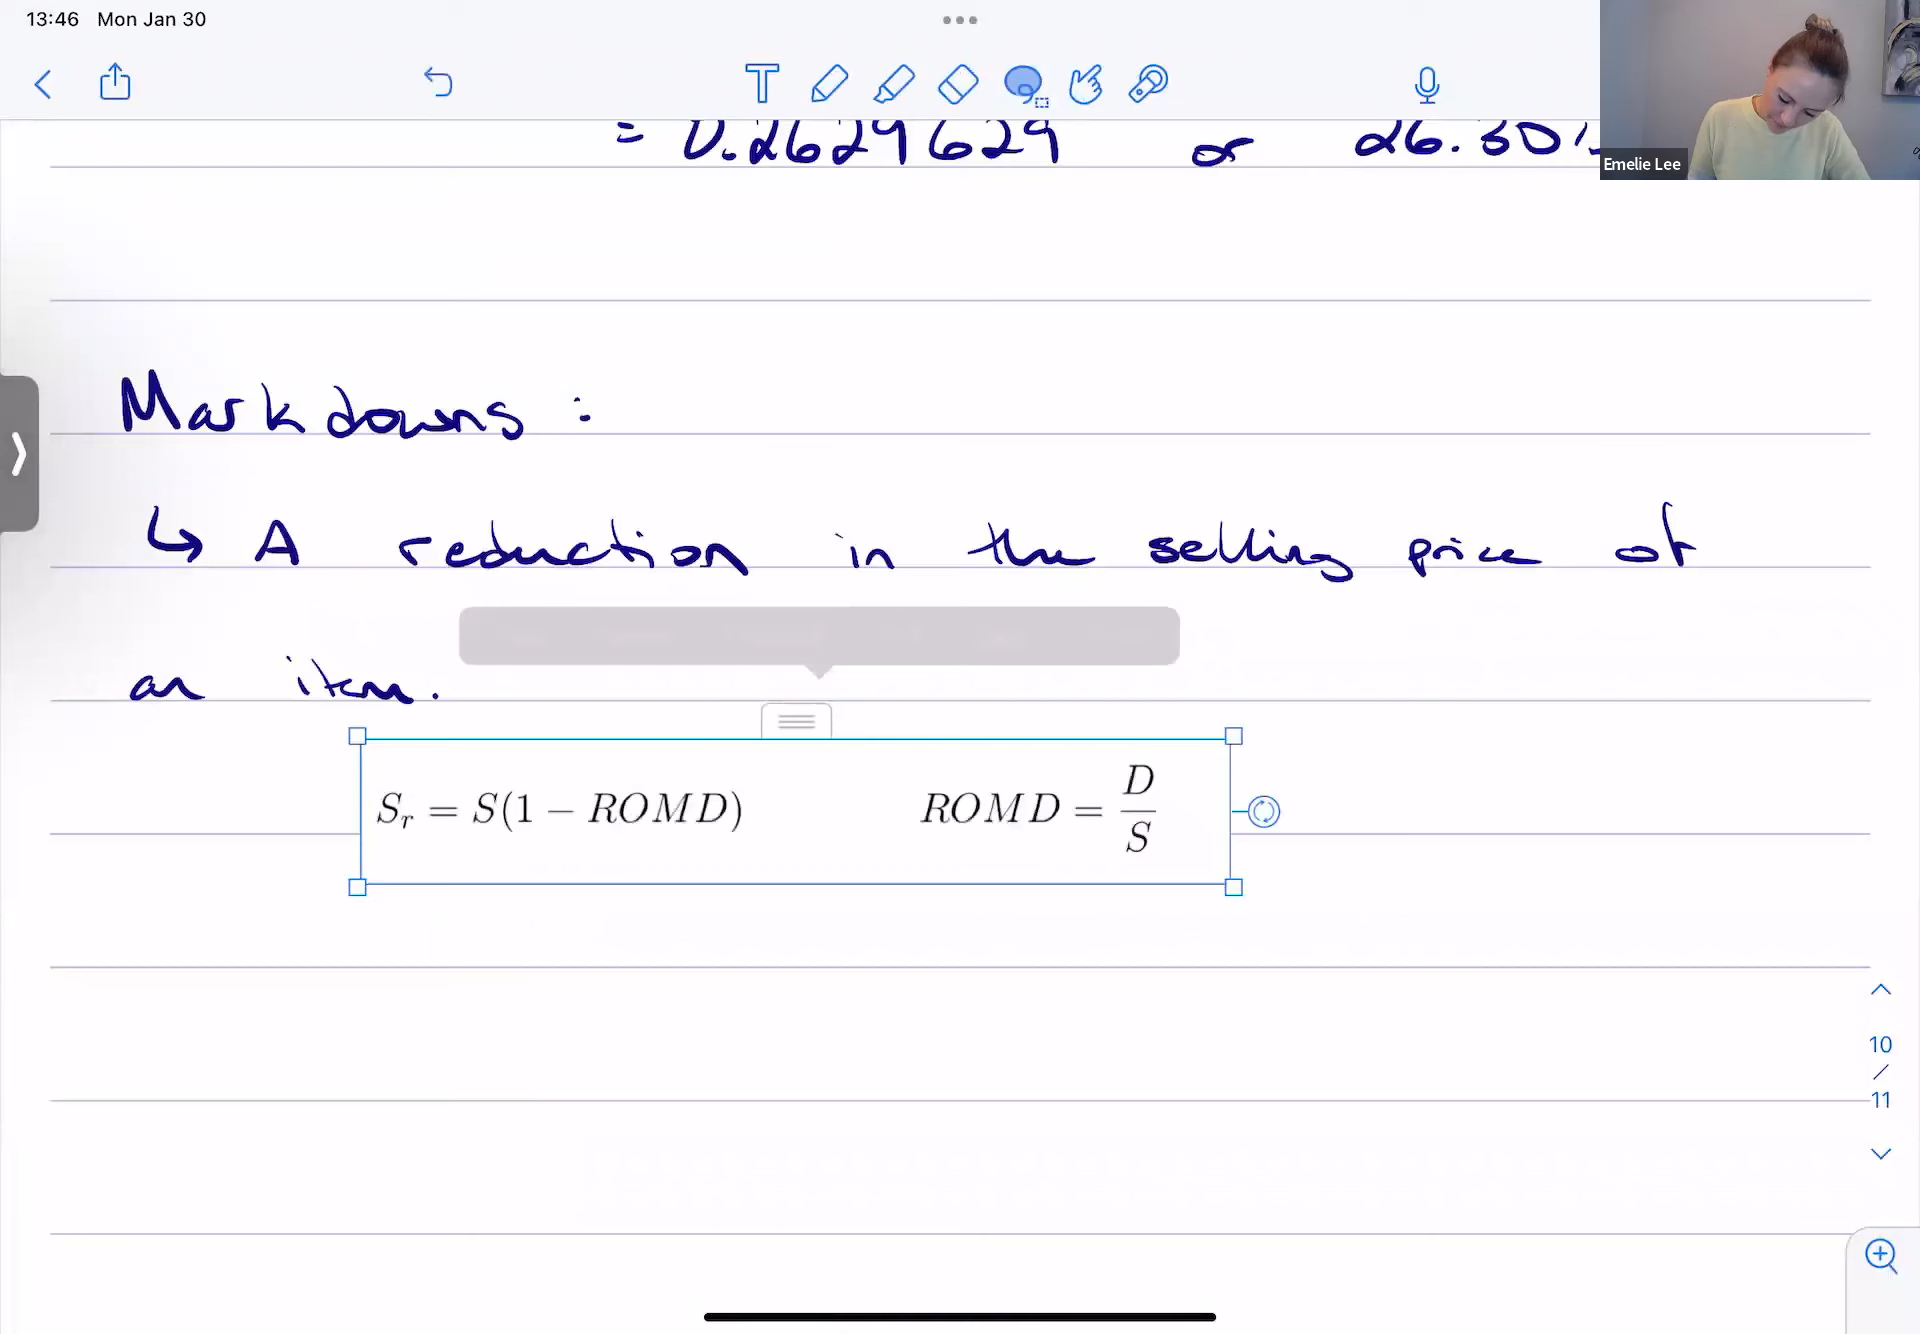 13:46 Mon Jan 30
= 0.2629629 or 26.30%
Emelie Lee
Markdowns :
↳ A reduction in the selling price of
an item.
S_r = S(1 − ROMD) ROMD = D/S
10
/
11